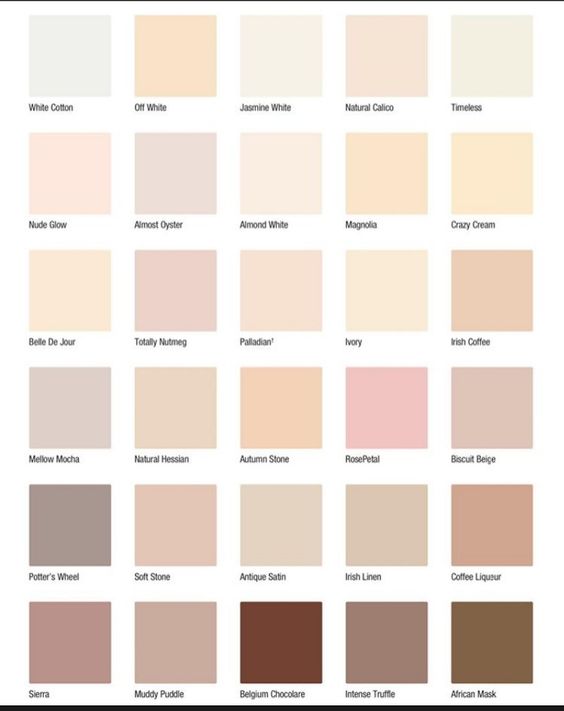 White Cotton
Off White
Jasmine White
Natural Calico
Timeless
Nude Glow
Almost Oyster
Almond White
Magnolia
Crazy Cream
Belle De Jour
Totally Nutmeg
Palladian†
Ivory
Irish Coffee
Mellow Mocha
Natural Hessian
Autumn Stone
RosePetal
Biscuit Beige
Potter's Wheel
Soft Stone
Antique Satin
Irish Linen
Coffee Liqueur
Sierra
Muddy Puddle
Belgium Chocolare
Intense Truffle
African Mask